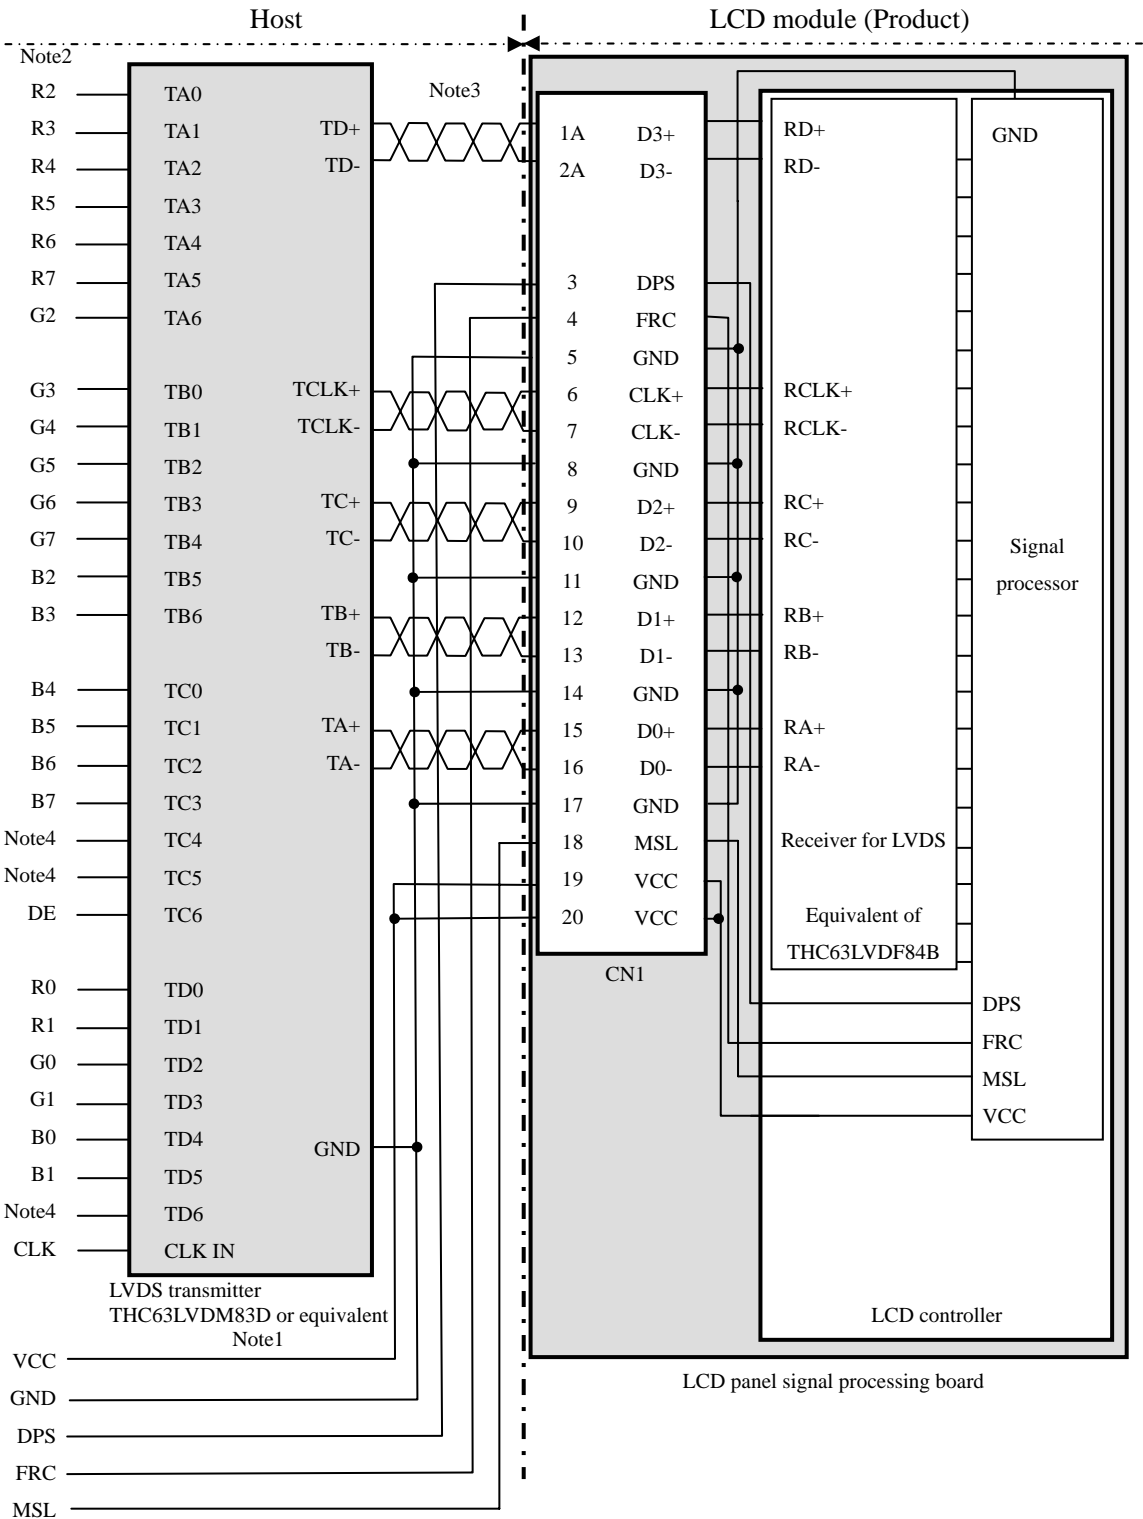 Host
LCD module (Product)
Note2
R2
R3
R4
R5
R6
R7
G2
G3
G4
G5
G6
G7
B2
B3
B4
B5
B6
B7
Note4
Note4
DE
R0
R1
G0
G1
B0
B1
Note4
CLK
TA0
TA1
TA2
TA3
TA4
TA5
TA6
TB0
TB1
TB2
TB3
TB4
TB5
TB6
TC0
TC1
TC2
TC3
TC4
TC5
TC6
TD0
TD1
TD2
TD3
TD4
TD5
TD6
CLK IN
TD+
TD-
TCLK+
TCLK-
TC+
TC-
TB+
TB-
TA+
TA-
GND
LVDS transmitter
THC63LVDM83D or equivalent
Note1
VCC
GND
DPS
FRC
MSL
Note3
1A D3+
2A D3-
3 DPS
4 FRC
5 GND
6 CLK+
7 CLK-
8 GND
9 D2+
10 D2-
11 GND
12 D1+
13 D1-
14 GND
15 D0+
16 D0-
17 GND
18 MSL
19 VCC
20 VCC
CN1
RD+
RD-
RCLK+
RCLK-
RC+
RC-
RB+
RB-
RA+
RA-
Receiver for LVDS
Equivalent of
THC63LVDF84B
GND
Signal
processor
DPS
FRC
MSL
VCC
LCD controller
LCD panel signal processing board